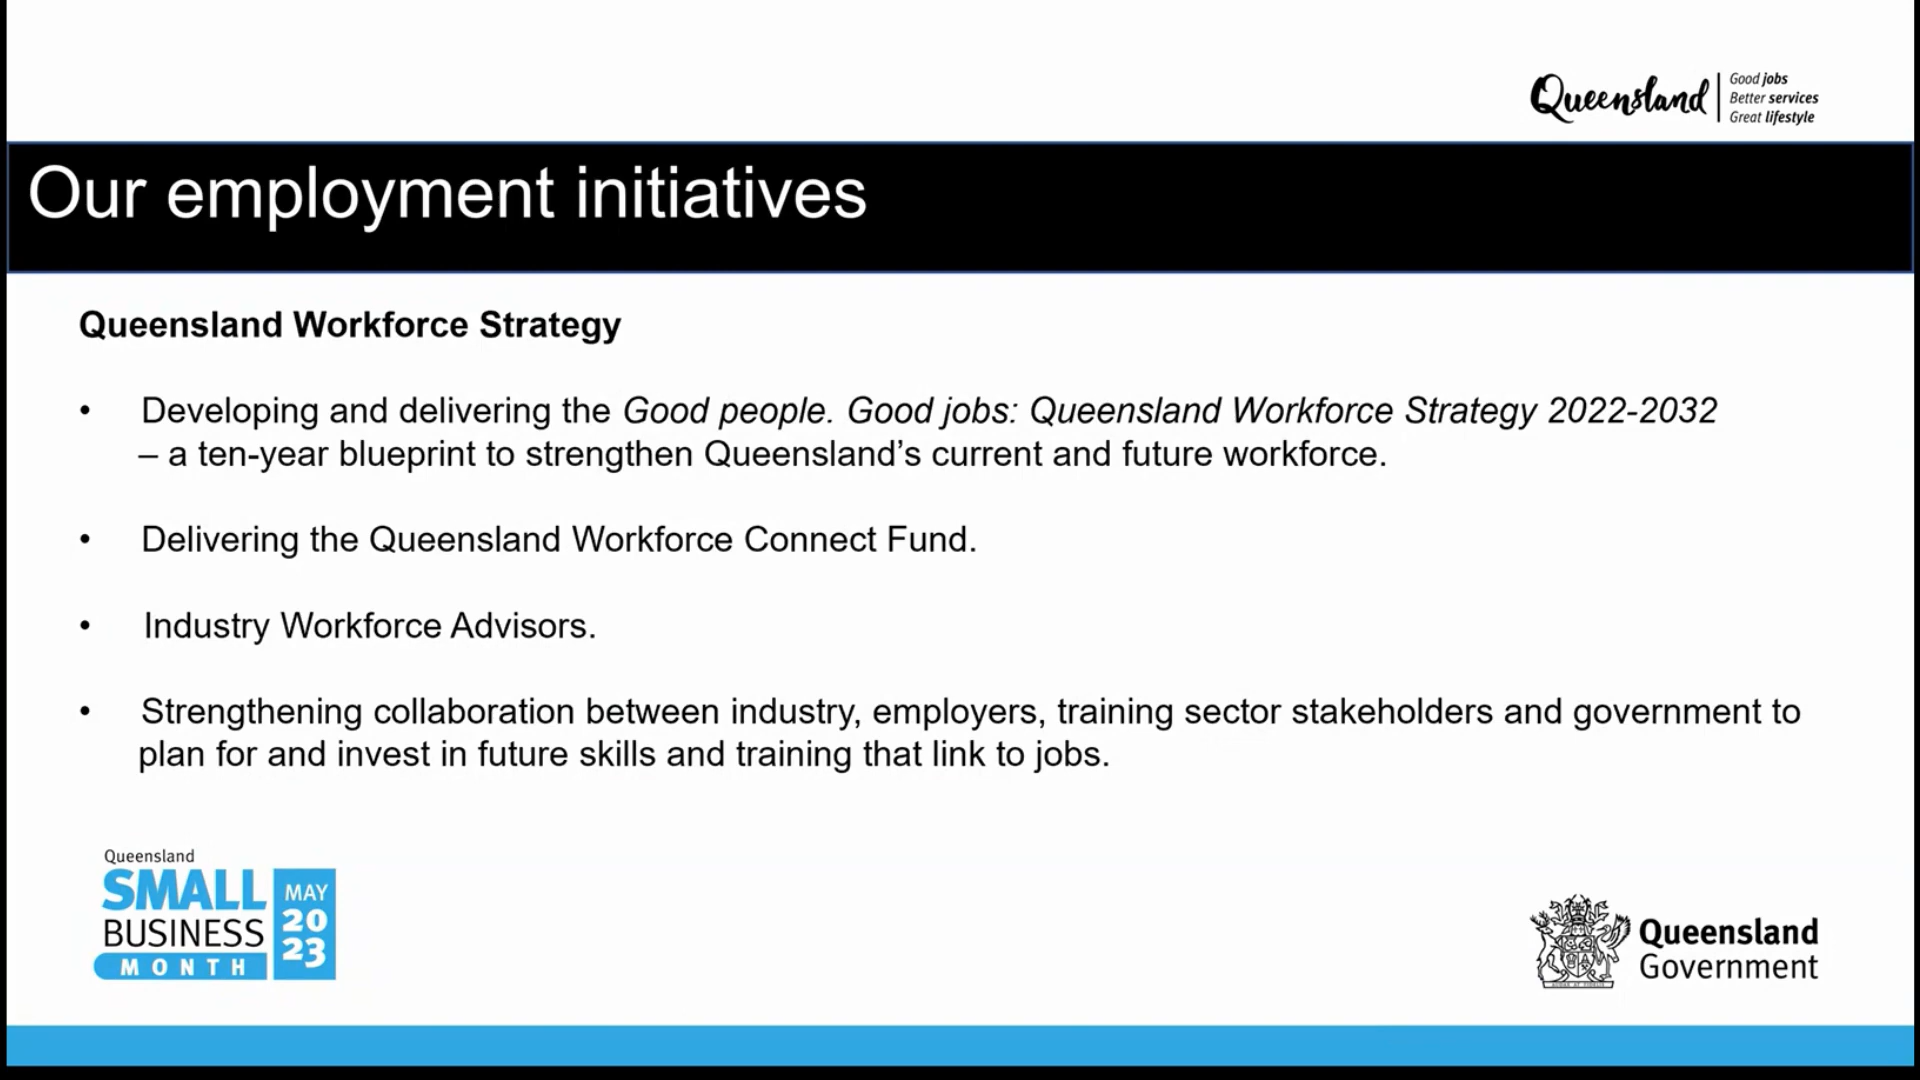 Queensland
Good jobs
Better services
Great lifestyle
Our employment initiatives
Queensland Workforce Strategy
• Developing and delivering the Good people. Good jobs: Queensland Workforce Strategy 2022-2032
– a ten-year blueprint to strengthen Queensland’s current and future workforce.
• Delivering the Queensland Workforce Connect Fund.
• Industry Workforce Advisors.
• Strengthening collaboration between industry, employers, training sector stakeholders and government to
plan for and invest in future skills and training that link to jobs.
Queensland
SMALL
BUSINESS
MONTH
MAY
20
23
Queensland
Government